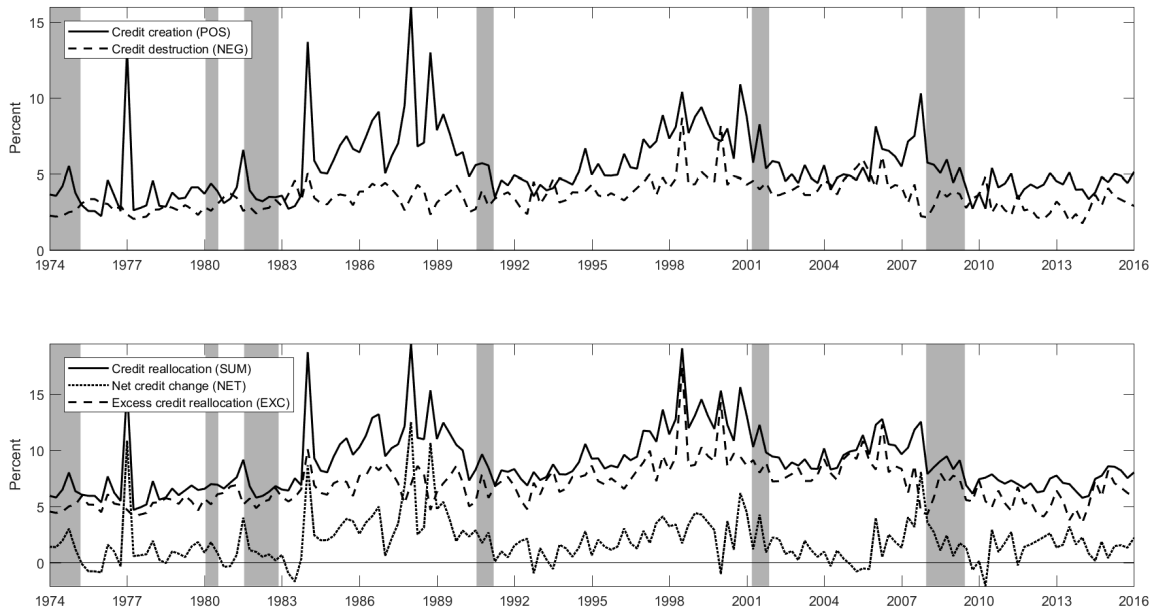 15
Credit creation (POS)
Credit destruction (NEG)
10
Percent
5
0
1974 1977 1980 1983 1986 1989 1992 1995 1998 2001 2004 2007 2010 2013 2016
Credit reallocation (SUM)
Net credit change (NET)
Excess credit reallocation (EXC)
15
10
Percent
5
0
1974 1977 1980 1983 1986 1989 1992 1995 1998 2001 2004 2007 2010 2013 2016